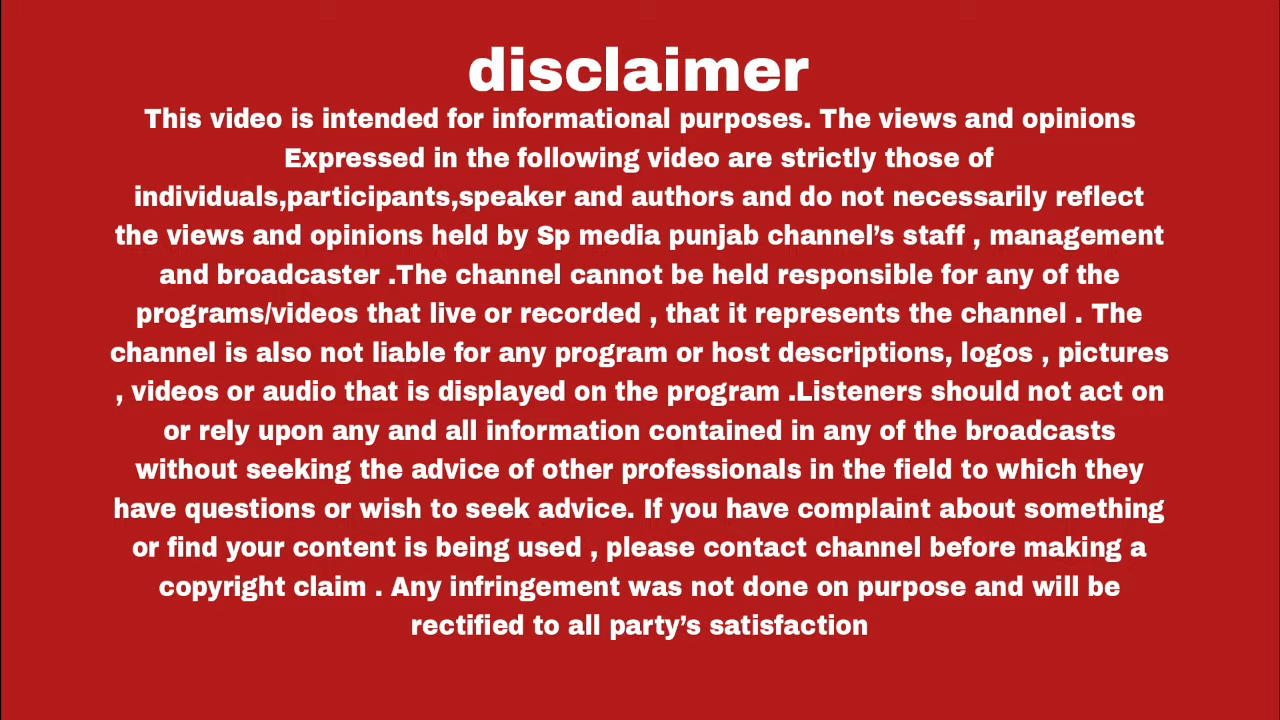 disclaimer
This video is intended for informational purposes. The views and opinions
Expressed in the following video are strictly those of
individuals,participants,speaker and authors and do not necessarily reflect
the views and opinions held by Sp media punjab channel's staff , management
and broadcaster .The channel cannot be held responsible for any of the
programs/videos that live or recorded , that it represents the channel . The
channel is also not liable for any program or host descriptions, logos , pictures
, videos or audio that is displayed on the program .Listeners should not act on
or rely upon any and all information contained in any of the broadcasts
without seeking the advice of other professionals in the field to which they
have questions or wish to seek advice. If you have complaint about something
or find your content is being used , please contact channel before making a
copyright claim . Any infringement was not done on purpose and will be
rectified to all party's satisfaction